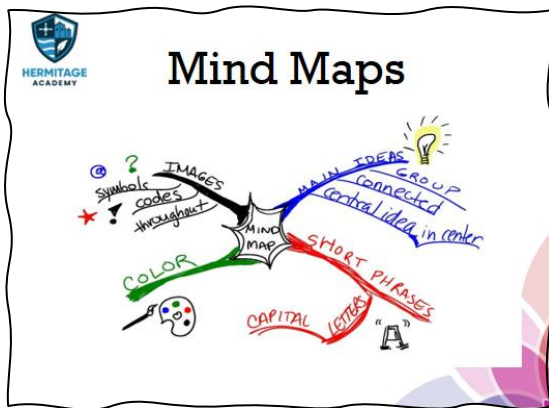 HERMITAGE
ACADEMY
Mind Maps
IMAGES
symbols
codes
throughout
?
!
MAIN IDEAS
GROUP
connected
central idea in center
MIND
MAP
COLOR
SHORT PHRASES
CAPITAL
LETTERS
"A"